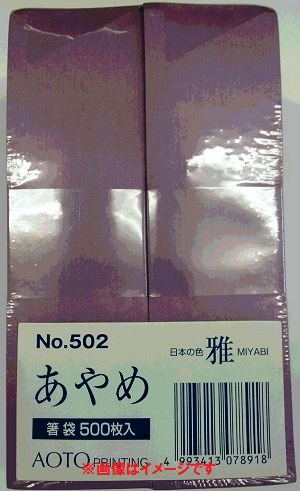 No.502
日本の色 雅 MIYABI
あやめ
箸袋500枚入
AOTO PRINTING
4 993413 078918
※画像はイメージです